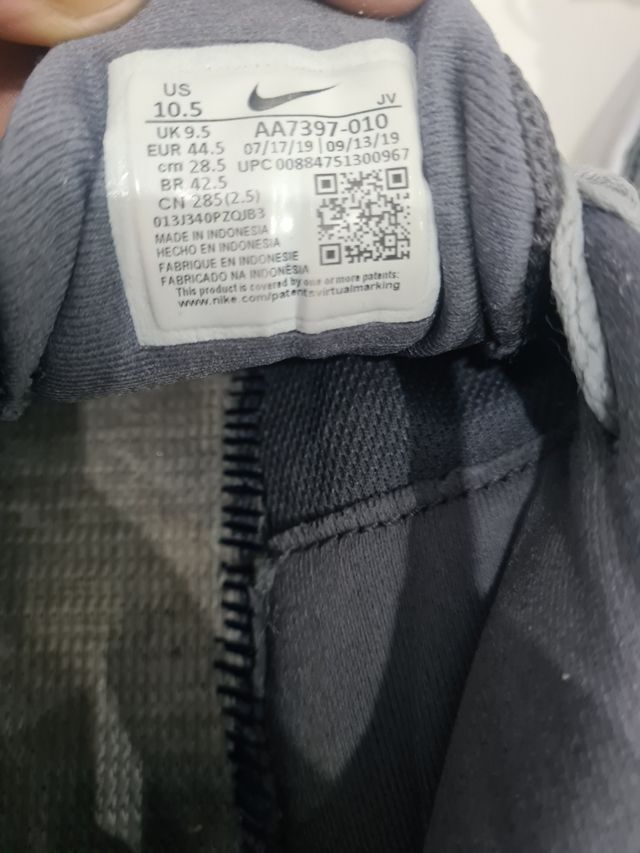 US
10.5
JV
UK 9.5 AA7397-010
EUR 44.5 07/17/19 | 09/13/19
cm 28.5 UPC 00884751300967
BR 42.5
CN 285(2.5)
013J340PZQJB3
MADE IN INDONESIA
HECHO EN INDONESIA
FABRIQUE EN INDONESIE
FABRICADO NA INDONÉSIA
This product is covered by one or more patents:
www.nike.com/patentsvirtualmarking